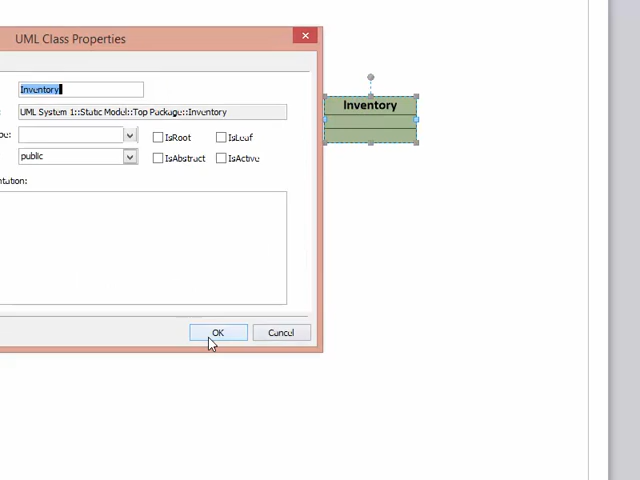 UML Class Properties
Inventory
UML System 1::Static Model::Top Package::Inventory
IsRoot
IsLeaf
public
IsAbstract
IsActive
OK
Cancel
Inventory